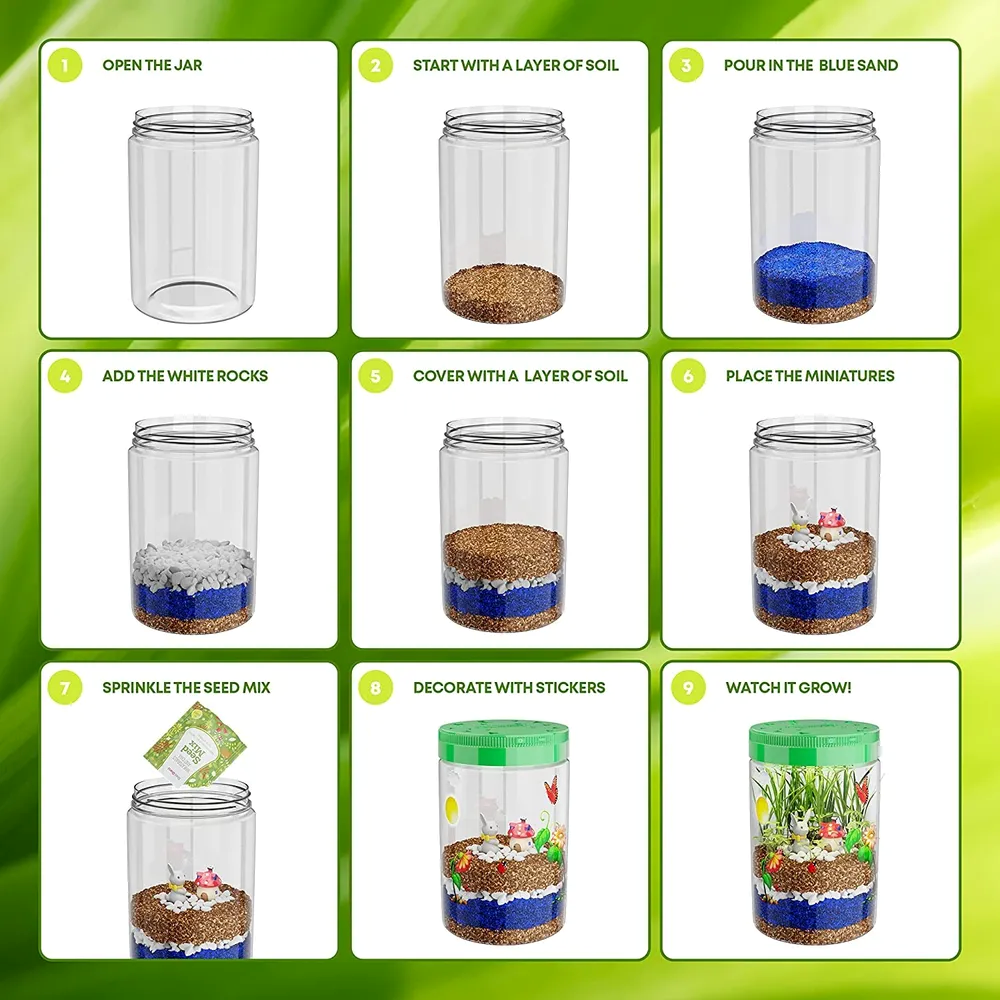 1 OPEN THE JAR
2 START WITH A LAYER OF SOIL
3 POUR IN THE BLUE SAND
4 ADD THE WHITE ROCKS
5 COVER WITH A LAYER OF SOIL
6 PLACE THE MINIATURES
7 SPRINKLE THE SEED MIX
Seed
Mix
8 DECORATE WITH STICKERS
9 WATCH IT GROW!